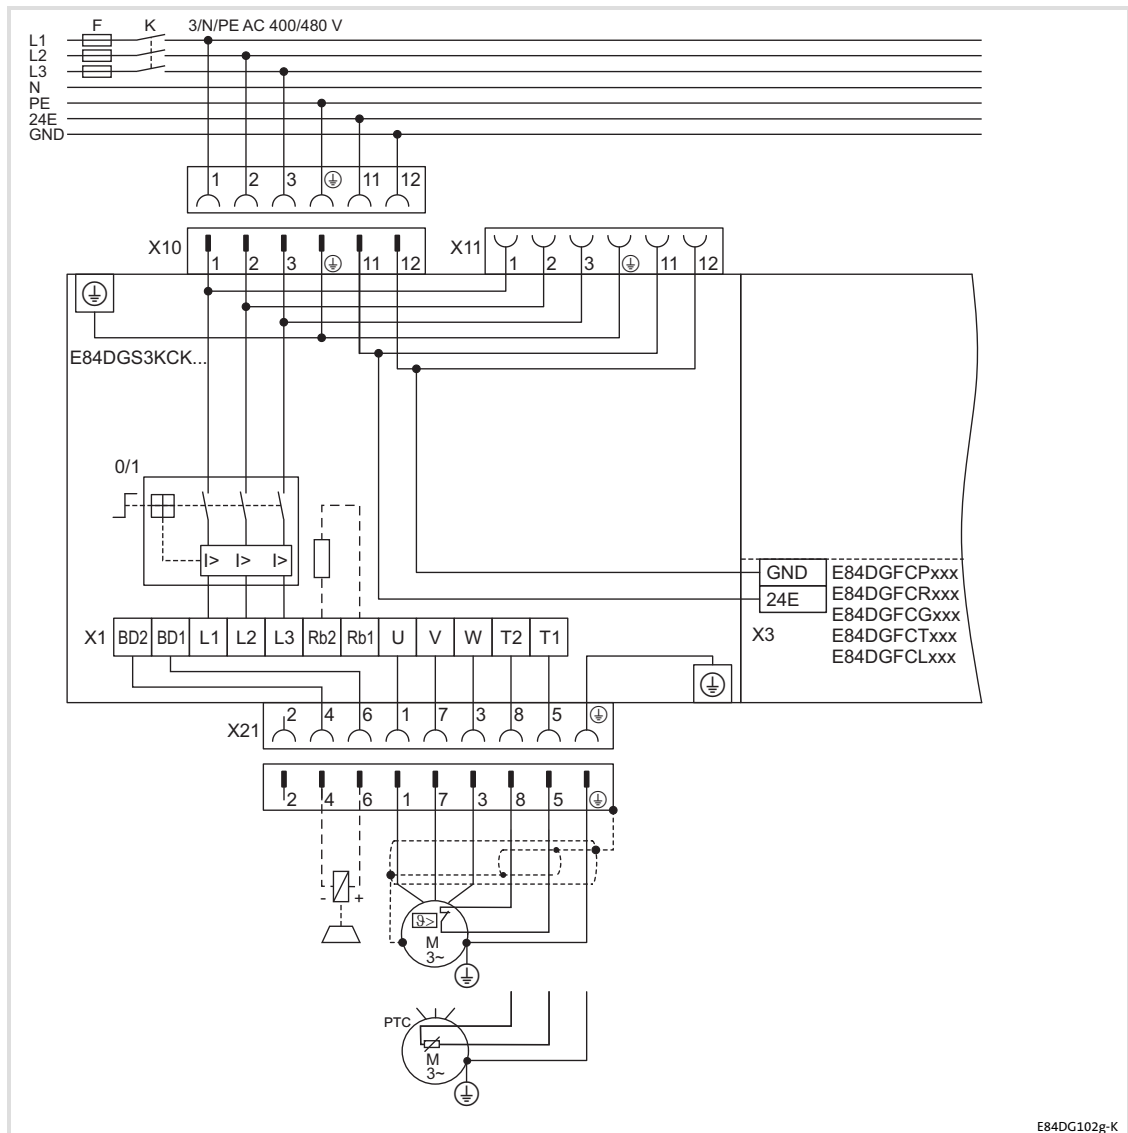 F K 3/N/PE AC 400/480 V
L1
L2
L3
N
PE
24E
GND
1 2 3 11 12
X10 X11
1 2 3 11 12 1 2 3 11 12
E84DGS3KCK...
0/1
I> I> I>
GND E84DGFCPxxx
24E E84DGFCRxxx
E84DGFCGxxx
X3 E84DGFCTxxx
E84DGFCLxxx
X1 BD2 BD1 L1 L2 L3 Rb2 Rb1 U V W T2 T1
X21 2 4 6 1 7 3 8 5
2 4 6 1 7 3 8 5
- +
ϑ>
M
3~
PTC
M
3~
E84DG102g-K